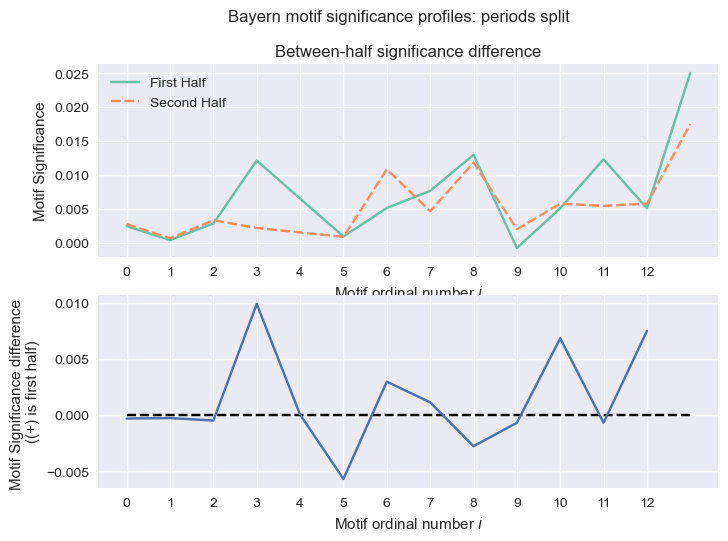 Bayern motif significance profiles: periods split
Between-half significance difference
First Half
Second Half
Motif Significance
0.025
0.020
0.015
0.010
0.005
0.000
0 1 2 3 4 5 6 7 8 9 10 11 12
Motif ordinal number i
Motif Significance difference
((+) is first half)
0.010
0.005
0.000
−0.005
0 1 2 3 4 5 6 7 8 9 10 11 12
Motif ordinal number i